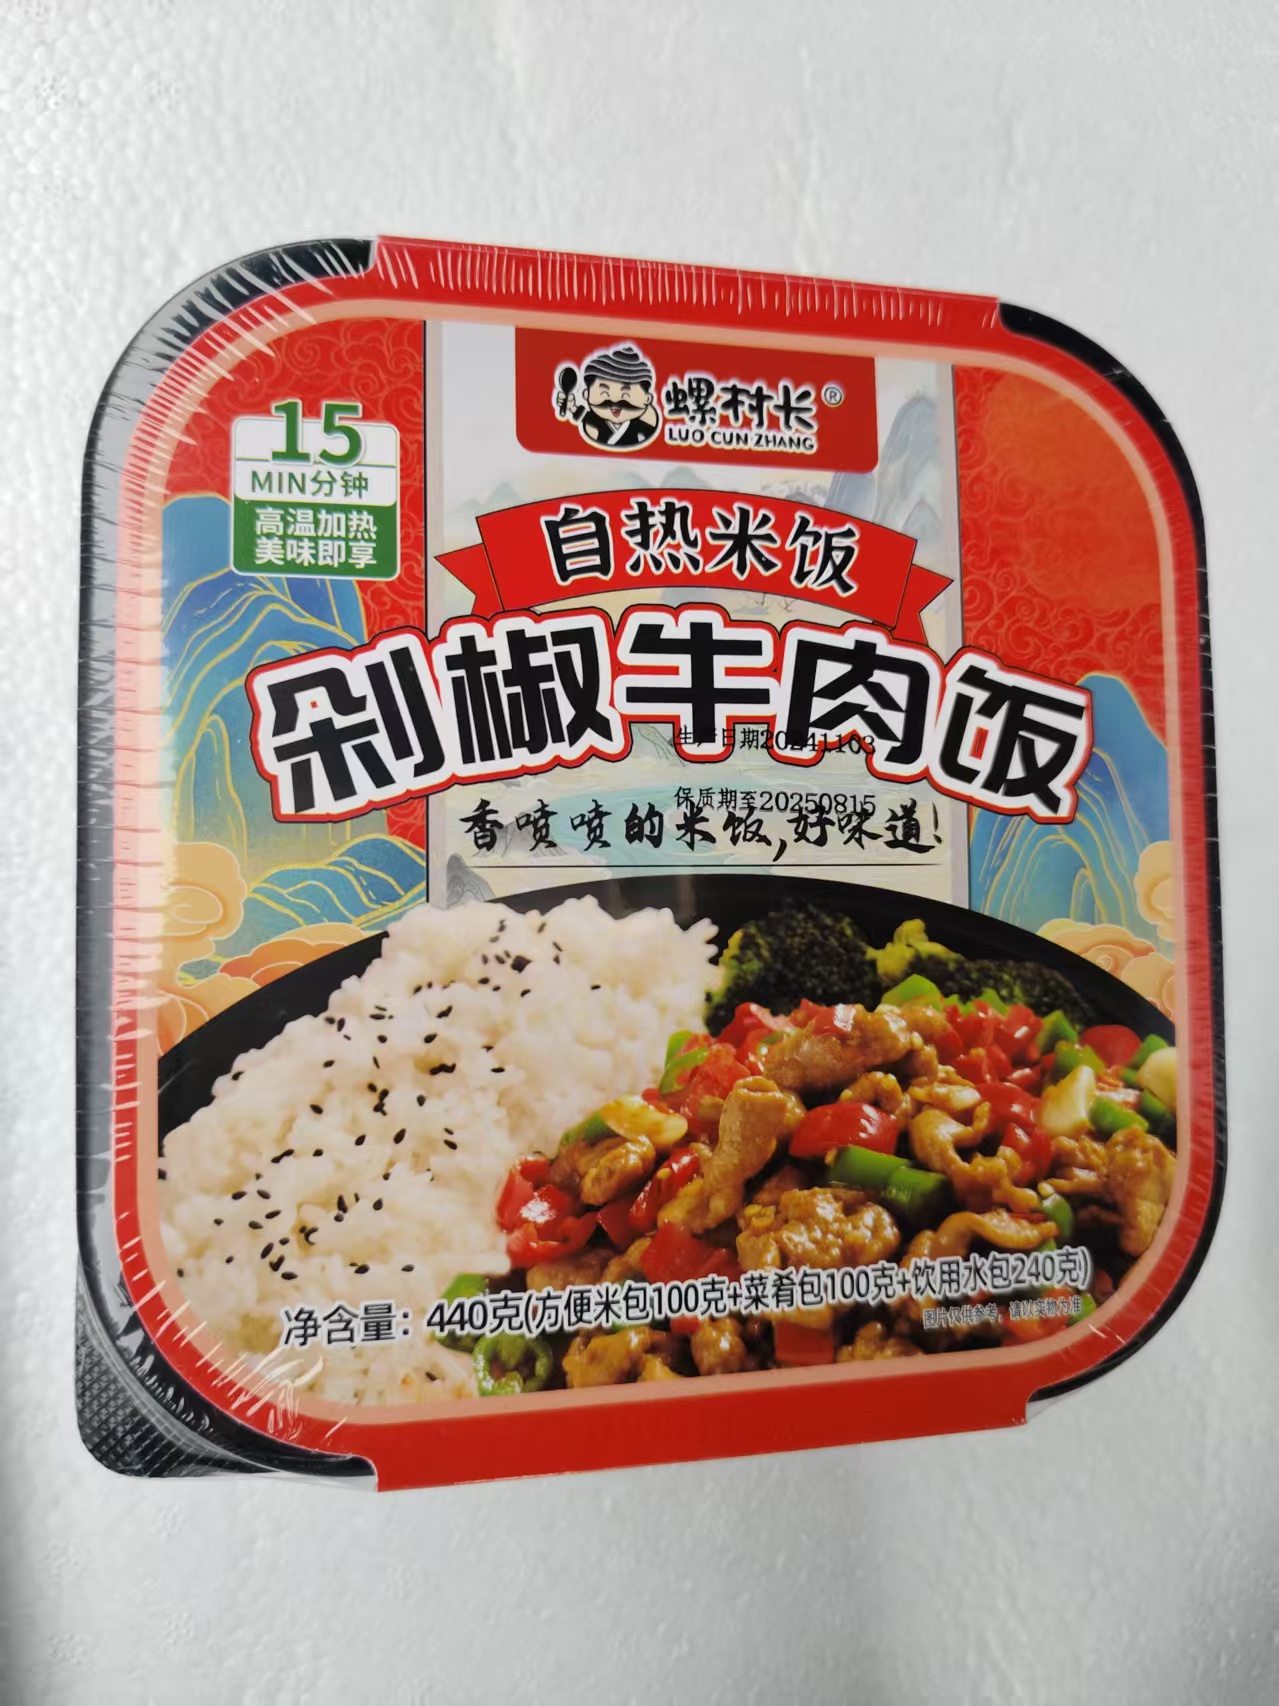 螺村长®
LUO CUN ZHANG
15
MIN分钟
高温加热
美味即享
自热米饭
剁椒牛肉饭
生产日期20241103
保质期至20250815
香喷喷的米饭,好味道!
净含量：440克(方便米包100克+菜肴包100克+饮用水包240克)
图片仅供参考，请以实物为准